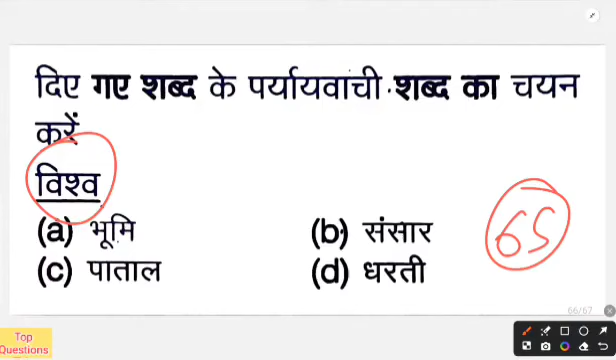 दिए गए शब्द के पर्यायवाची शब्द का चयन
करें
विश्व
(a) भूमि (b) संसार
65
(c) पाताल (d) धरती
66/67
Top
Questions